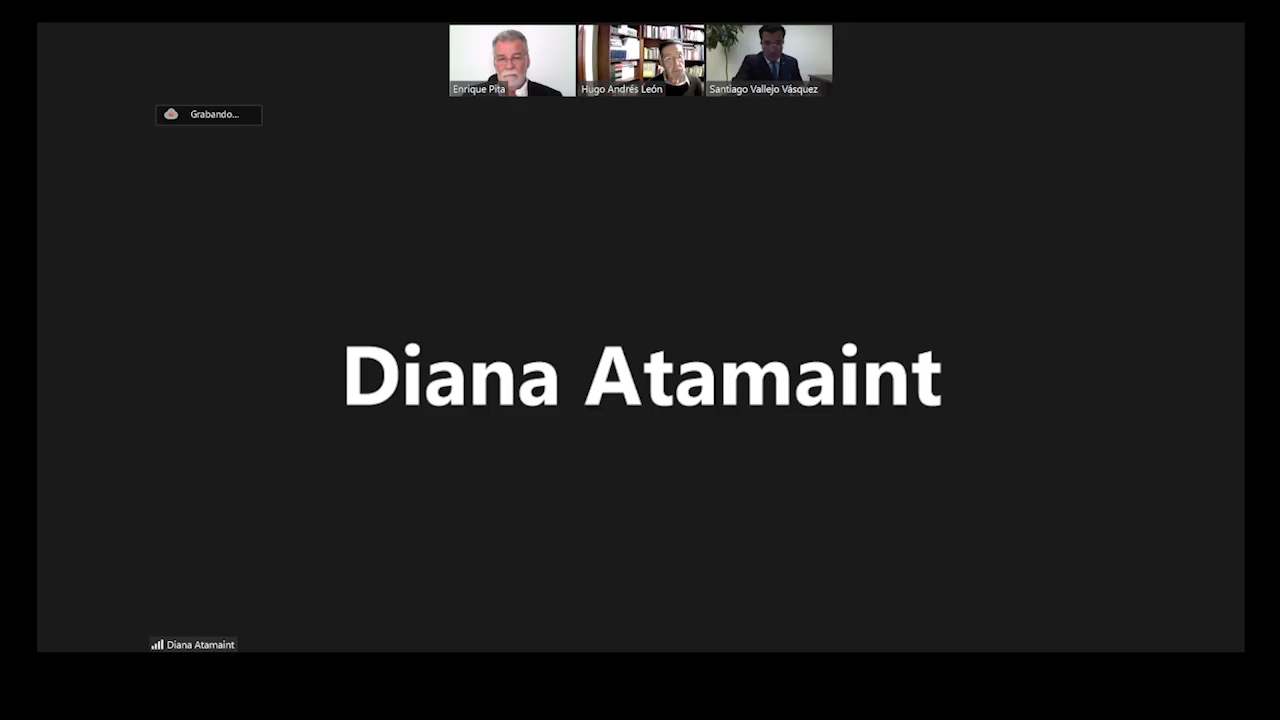 Enrique Pita
Hugo Andrés León
Santiago Vallejo Vásquez
Grabando...
Diana Atamaint
Diana Atamaint